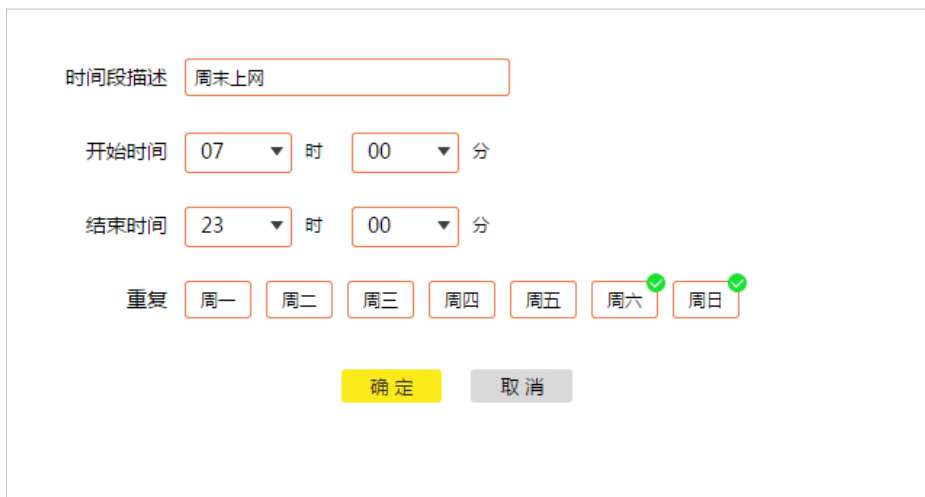 时间段描述 周末上网
开始时间 07 时 00 分
结束时间 23 时 00 分
重复 周一 周二 周三 周四 周五 周六 周日
确 定 取 消